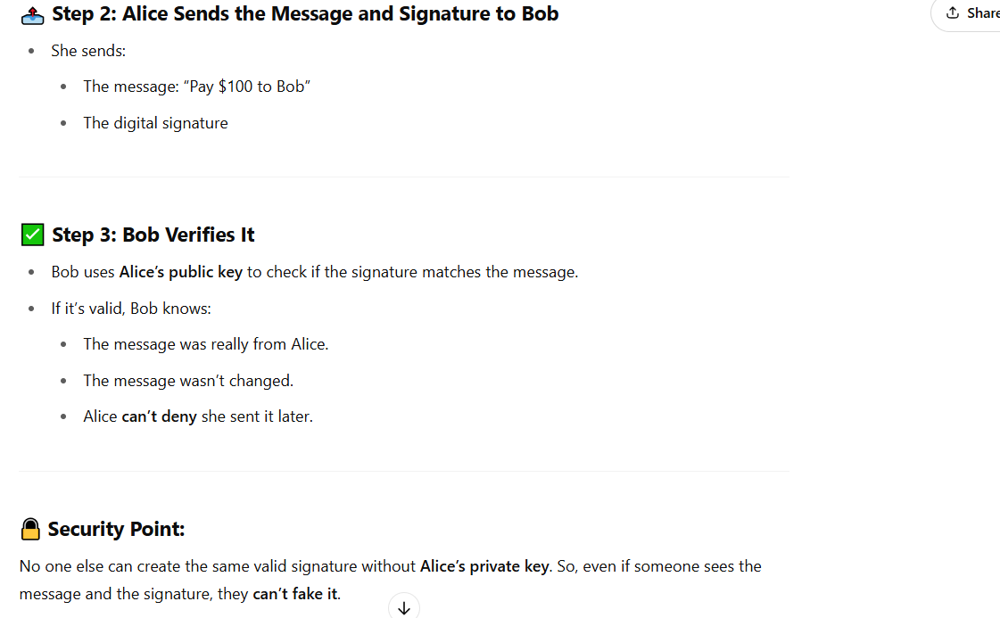 Step 2: Alice Sends the Message and Signature to Bob
Share
She sends:
The message: “Pay $100 to Bob”
The digital signature
Step 3: Bob Verifies It
Bob uses Alice’s public key to check if the signature matches the message.
If it’s valid, Bob knows:
The message was really from Alice.
The message wasn’t changed.
Alice can’t deny she sent it later.
Security Point:
No one else can create the same valid signature without Alice’s private key. So, even if someone sees the
message and the signature, they can’t fake it.